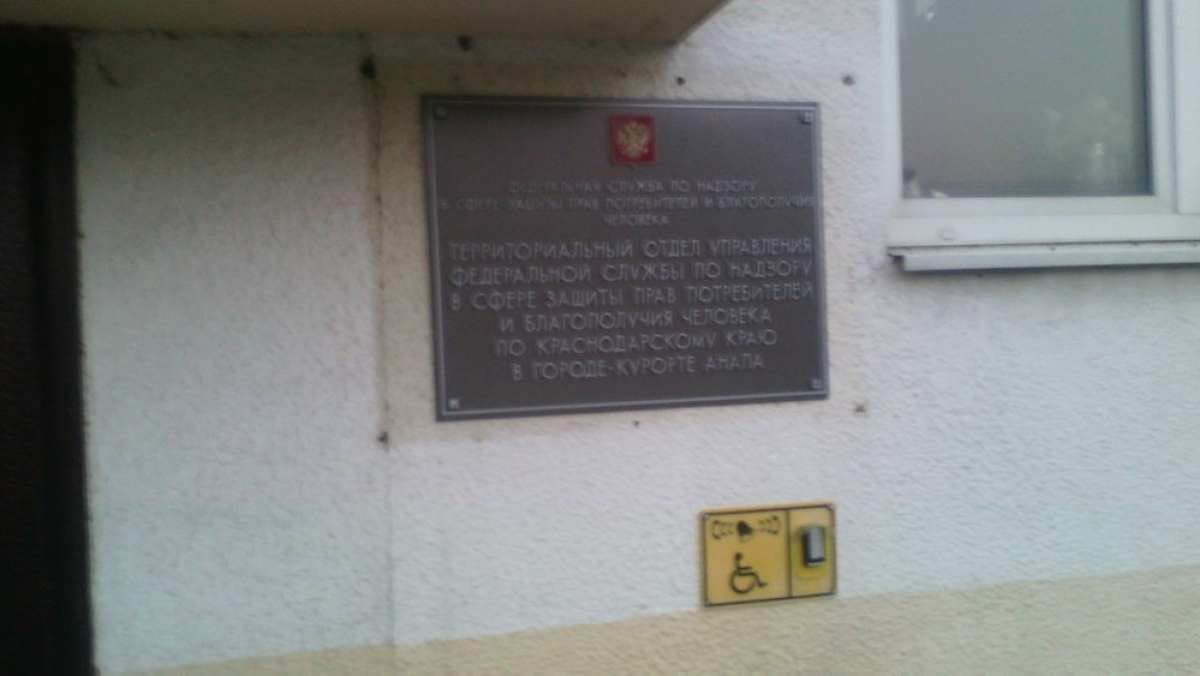 ФЕДЕРАЛЬНАЯ СЛУЖБА ПО НАДЗОРУ
В СФЕРЕ ЗАЩИТЫ ПРАВ ПОТРЕБИТЕЛЕЙ И БЛАГОПОЛУЧИЯ
ЧЕЛОВЕКА
ТЕРРИТОРИАЛЬНЫЙ ОТДЕЛ УПРАВЛЕНИЯ
ФЕДЕРАЛЬНОЙ СЛУЖБЫ ПО НАДЗОРУ
В СФЕРЕ ЗАЩИТЫ ПРАВ ПОТРЕБИТЕЛЕЙ
И БЛАГОПОЛУЧИЯ ЧЕЛОВЕКА
ПО КРАСНОДАРСКОМУ КРАЮ
В ГОРОДЕ-КУРОРТЕ АНАПА